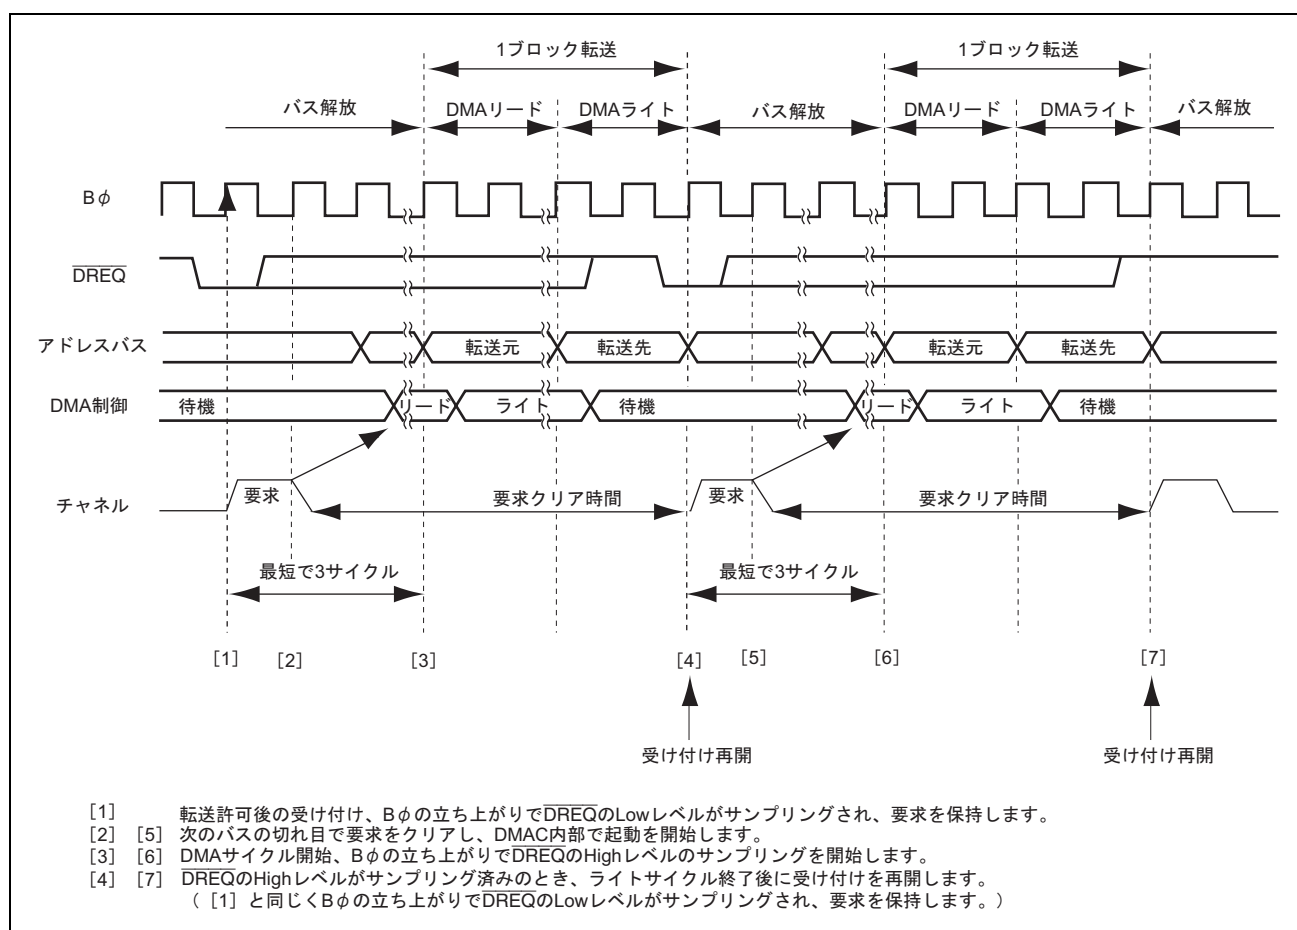 1ブロック転送 1ブロック転送
バス解放 DMAリード DMAライト バス解放 DMAリード DMAライト バス解放
Bφ
DREQ
アドレスバス 転送元 転送先 転送元 転送先
DMA制御 待機 リード ライト 待機 リード ライト 待機
チャネル 要求 要求クリア時間 要求 要求クリア時間
最短で3サイクル 最短で3サイクル
[1] [2] [3] [4] [5] [6] [7]
受け付け再開 受け付け再開
[1] 転送許可後の受け付け、Bφの立ち上がりでDREQのLowレベルがサンプリングされ、要求を保持します。
[2] [5] 次のバスの切れ目で要求をクリアし、DMAC内部で起動を開始します。
[3] [6] DMAサイクル開始、Bφの立ち上がりでDREQのHighレベルのサンプリングを開始します。
[4] [7] DREQのHighレベルがサンプリング済みのとき、ライトサイクル終了後に受け付けを再開します。
([1]と同じくBφの立ち上がりでDREQのLowレベルがサンプリングされ、要求を保持します。)